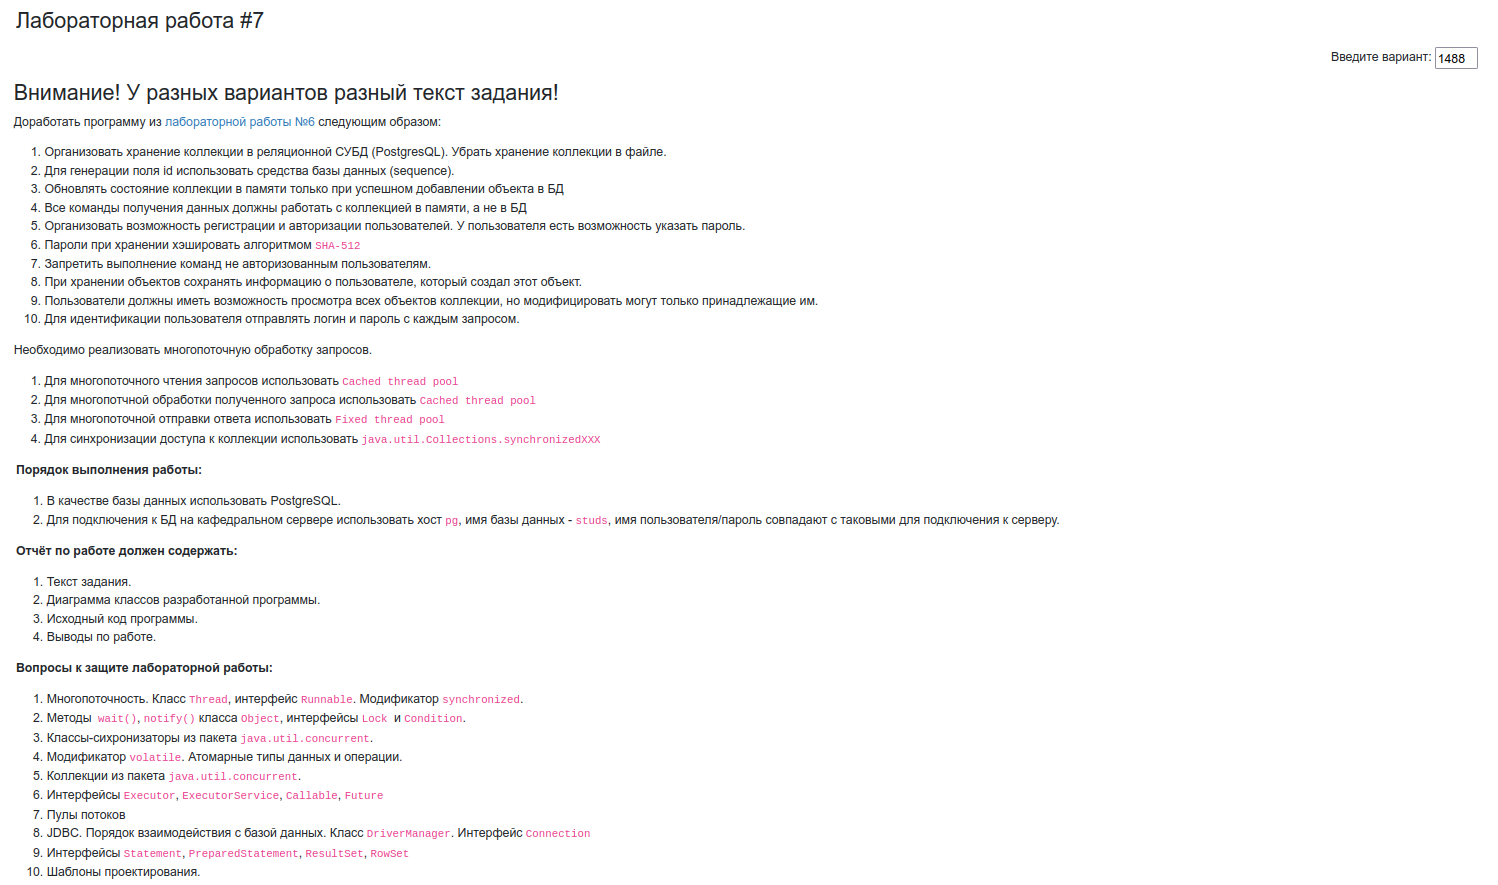 Лабораторная работа #7
Введите вариант: 1488
Внимание! У разных вариантов разный текст задания!
Доработать программу из лабораторной работы №6 следующим образом:
1. Организовать хранение коллекции в реляционной СУБД (PostgresQL). Убрать хранение коллекции в файле.
2. Для генерации поля id использовать средства базы данных (sequence).
3. Обновлять состояние коллекции в памяти только при успешном добавлении объекта в БД
4. Все команды получения данных должны работать с коллекцией в памяти, а не в БД
5. Организовать возможность регистрации и авторизации пользователей. У пользователя есть возможность указать пароль.
6. Пароли при хранении хэшировать алгоритмом SHA-512
7. Запретить выполнение команд не авторизованным пользователям.
8. При хранении объектов сохранять информацию о пользователе, который создал этот объект.
9. Пользователи должны иметь возможность просмотра всех объектов коллекции, но модифицировать могут только принадлежащие им.
10. Для идентификации пользователя отправлять логин и пароль с каждым запросом.
Необходимо реализовать многопоточную обработку запросов.
1. Для многопоточного чтения запросов использовать Cached thread pool
2. Для многопотчной обработки полученного запроса использовать Cached thread pool
3. Для многопоточной отправки ответа использовать Fixed thread pool
4. Для синхронизации доступа к коллекции использовать java.util.Collections.synchronizedXXX
Порядок выполнения работы:
1. В качестве базы данных использовать PostgreSQL.
2. Для подключения к БД на кафедральном сервере использовать хост pg, имя базы данных - studs, имя пользователя/пароль совпадают с таковыми для подключения к серверу.
Отчёт по работе должен содержать:
1. Текст задания.
2. Диаграмма классов разработанной программы.
3. Исходный код программы.
4. Выводы по работе.
Вопросы к защите лабораторной работы:
1. Многопоточность. Класс Thread, интерфейс Runnable. Модификатор synchronized.
2. Методы wait(), notify() класса Object, интерфейсы Lock и Condition.
3. Классы-сихронизаторы из пакета java.util.concurrent.
4. Модификатор volatile. Атомарные типы данных и операции.
5. Коллекции из пакета java.util.concurrent.
6. Интерфейсы Executor, ExecutorService, Callable, Future
7. Пулы потоков
8. JDBC. Порядок взаимодействия с базой данных. Класс DriverManager. Интерфейс Connection
9. Интерфейсы Statement, PreparedStatement, ResultSet, RowSet
10. Шаблоны проектирования.